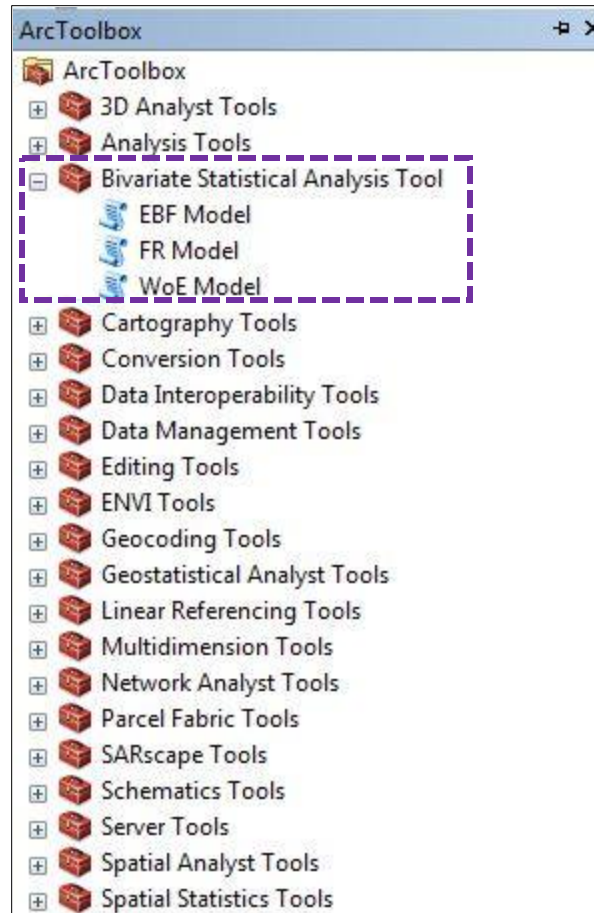 ArcToolbox
ArcToolbox
3D Analyst Tools
Analysis Tools
Bivariate Statistical Analysis Tool
EBF Model
FR Model
WoE Model
Cartography Tools
Conversion Tools
Data Interoperability Tools
Data Management Tools
Editing Tools
ENVI Tools
Geocoding Tools
Geostatistical Analyst Tools
Linear Referencing Tools
Multidimension Tools
Network Analyst Tools
Parcel Fabric Tools
SARscape Tools
Schematics Tools
Server Tools
Spatial Analyst Tools
Spatial Statistics Tools